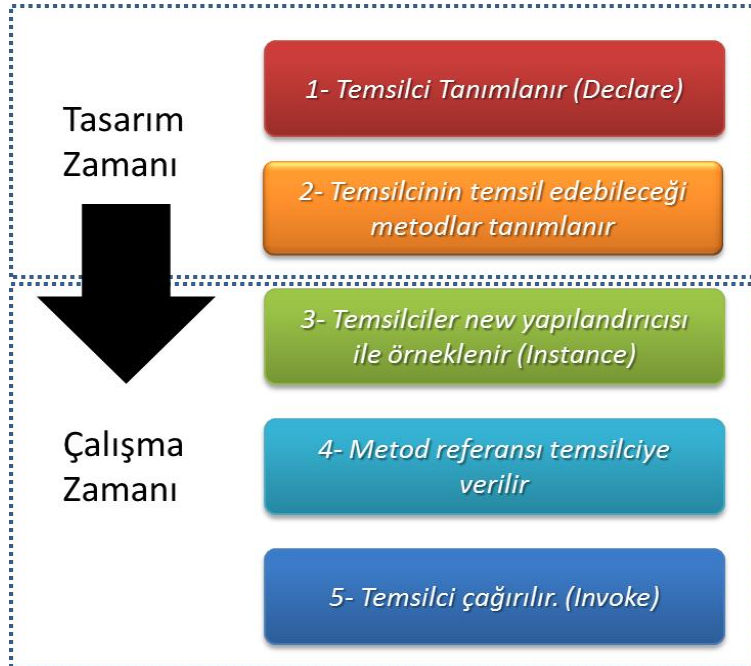 Tasarım
Zamanı
1- Temsilci Tanımlanır (Declare)
2- Temsilcinin temsil edebileceği
metodlar tanımlanır
Çalışma
Zamanı
3- Temsilciler new yapılandırıcısı
ile örneklenir (Instance)
4- Metod referansı temsilciye
verilir
5- Temsilci çağırılır. (Invoke)